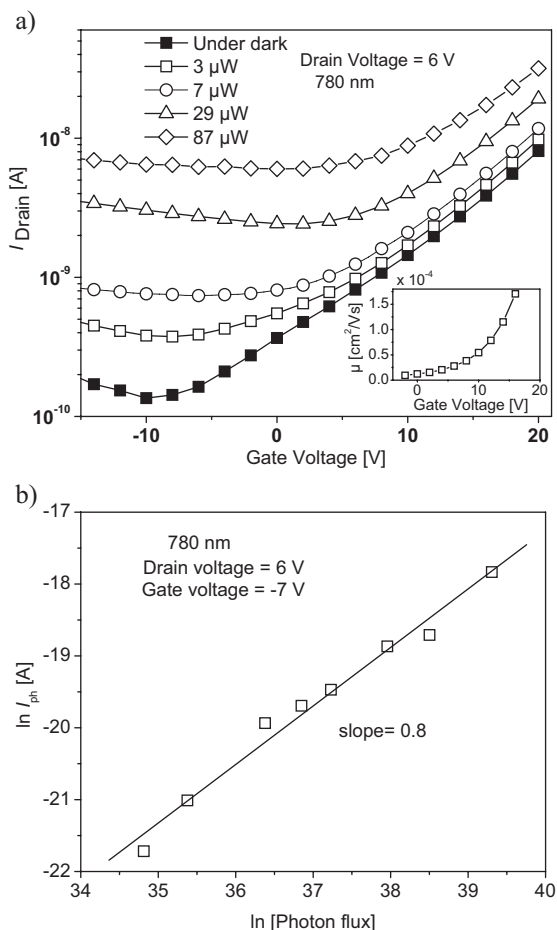 a)
Under dark
3 µW
7 µW
29 µW
87 µW
Drain Voltage = 6 V
780 nm
I Drain [A]
10⁻⁸
10⁻⁹
10⁻¹⁰
-10 0 10 20
Gate Voltage [V]
x 10⁻⁴
µ [cm²/Vs]
1.5
1.0
0.5
0.0
0 10 20
Gate Voltage [V]
b)
780 nm
Drain voltage = 6 V
Gate voltage = -7 V
slope= 0.8
ln I ph [A]
-17
-18
-19
-20
-21
-22
34 35 36 37 38 39 40
ln [Photon flux]